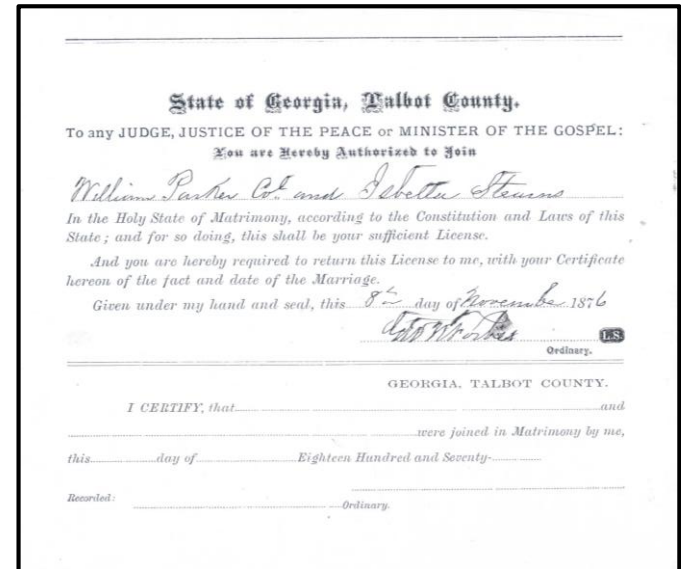 State of Georgia, Talbot County.
To any JUDGE, JUSTICE OF THE PEACE or MINISTER OF THE GOSPEL:
You are Hereby Authorized to Join
William Parker Col and Isbella Stearns
In the Holy State of Matrimony, according to the Constitution and Laws of this
State; and for so doing, this shall be your sufficient License.
And you are hereby required to return this License to me, with your Certificate
hereon of the fact and date of the Marriage.
Given under my hand and seal, this 8th day of November 1876
L.S.
Ordinary.
GEORGIA, TALBOT COUNTY.
I CERTIFY, that and
were joined in Matrimony by me,
this day of Eighteen Hundred and Seventy-
Recorded:
Ordinary.